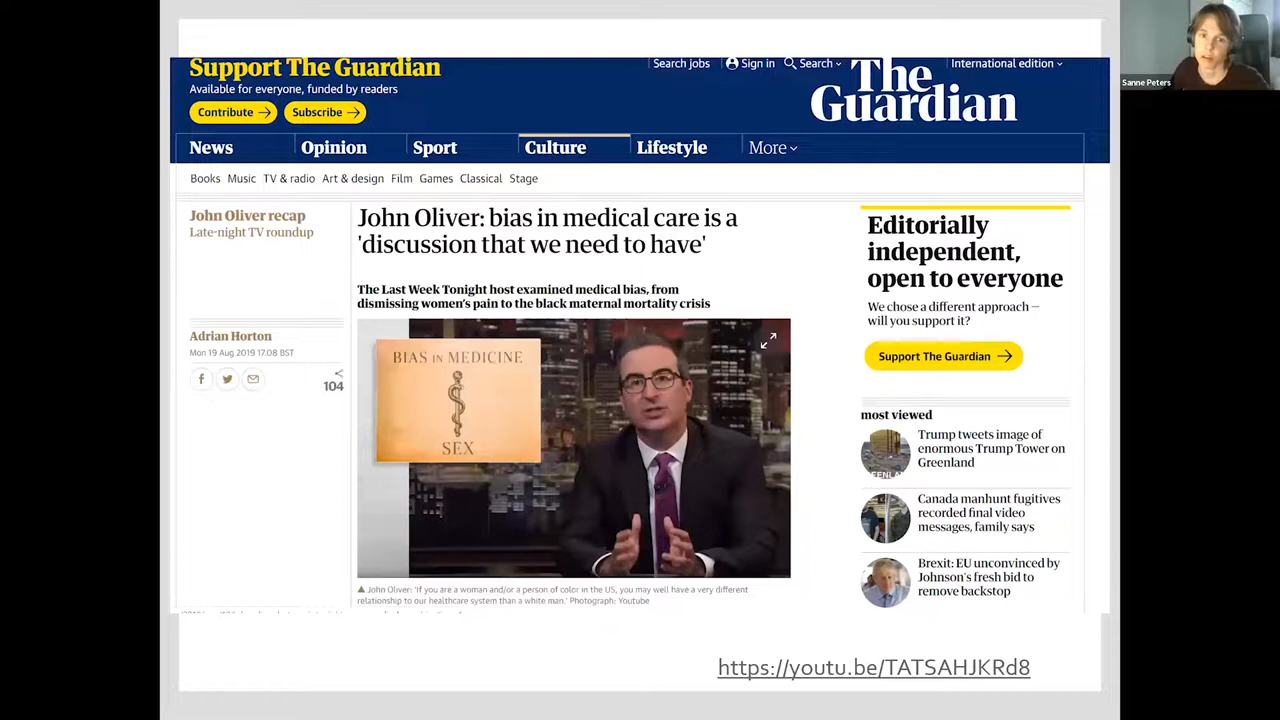 Support The Guardian
Available for everyone, funded by readers
Contribute →
Subscribe →
Search jobs
Sign in
Search
International edition
The
Guardian
News
Opinion
Sport
Culture
Lifestyle
More
Books
Music
TV & radio
Art & design
Film
Games
Classical
Stage
John Oliver recap
Late-night TV roundup
John Oliver: bias in medical care is a
'discussion that we need to have'
The Last Week Tonight host examined medical bias, from
dismissing women's pain to the black maternal mortality crisis
Adrian Horton
Mon 19 Aug 2019 17.08 BST
104
BIAS IN MEDICINE
SEX
John Oliver: 'If you are a woman and/or a person of color in the US, you may well have a very different
relationship to our healthcare system than a white man.' Photograph: Youtube
Editorially
independent,
open to everyone
We chose a different approach —
will you support it?
Support The Guardian →
most viewed
Trump tweets image of
enormous Trump Tower on
Greenland
Canada manhunt fugitives
recorded final video
messages, family says
Brexit: EU unconvinced by
Johnson's fresh bid to
remove backstop
https://youtu.be/TATSAHJKRd8
Sanne Peters